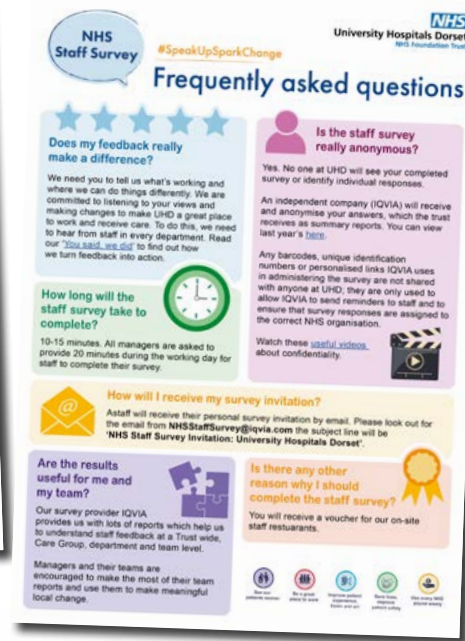 NHS
Staff Survey
#SpeakUpSparkChange
NHS
University Hospitals Dorset
NHS Foundation Trust
Frequently asked questions
Does my feedback really
make a difference?
We need you to tell us what's working and
where we can do things differently. We are
committed to listening to your views and
making changes to make UHD a great place
to work and receive care. To do this, we need
to hear from staff in every department. Read
our 'You said, we did' to find out how
we turn feedback into action.
Is the staff survey
really anonymous?
Yes. No one at UHD will see your completed
survey or identify individual responses.
An independent company (IQVIA) will receive
and anonymise your answers, which the trust
receives as summary reports. You can view
last year's here.
Any barcodes, unique identification
numbers or personalised links IQVIA uses
in administering the survey are not shared
with anyone at UHD; they are only used to
allow IQVIA to send reminders to staff and to
ensure that survey responses are assigned to
the correct NHS organisation.
Watch these useful videos
about confidentiality.
How long will the
staff survey take to
complete?
10-15 minutes. All managers are asked to
provide 20 minutes during the working day for
staff to complete their survey.
How will I receive my survey invitation?
Astaff will receive their personal survey invitation by email. Please look out for
the email from NHSStaffSurvey@iqvia.com the subject line will be
'NHS Staff Survey Invitation: University Hospitals Dorset'.
Are the results
useful for me and
my team?
Our survey provider IQVIA
provides us with lots of reports which help us
to understand staff feedback at a Trust wide,
Care Group, department and team level.
Managers and their teams are
encouraged to make the most of their team
reports and use them to make meaningful
local change.
Is there any other
reason why I should
complete the staff survey?
You will receive a voucher for our on-site
staff restuarants.